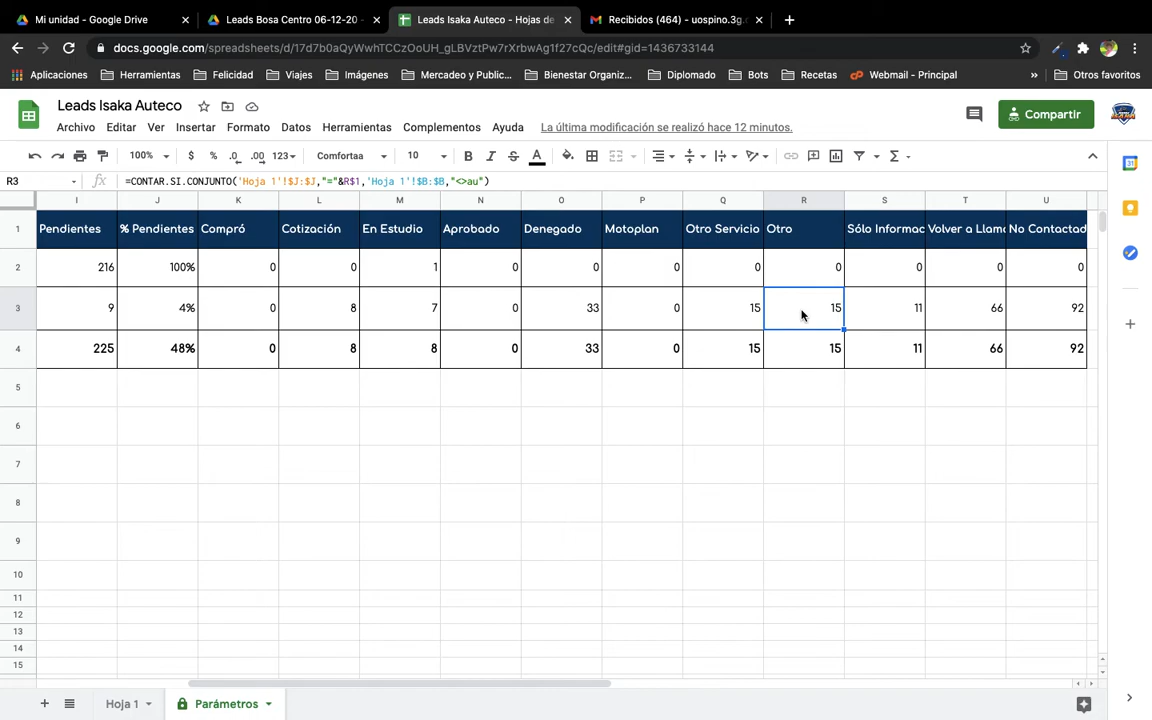 Mi unidad - Google Drive
Leads Bosa Centro 06-12-20 -
Leads Isaka Auteco - Hojas de
Recibidos (464) - uospino.3g.c
docs.google.com/spreadsheets/d/17d7b0aQyWwhTCCzOoUH_gLBVztPw7rXrbwAg1f27cQc/edit#gid=1436733144
Aplicaciones
Herramientas
Felicidad
Viajes
Imágenes
Mercadeo y Public...
Bienestar Organiz...
Diplomado
Bots
Recetas
Webmail - Principal
»
Otros favoritos
Leads Isaka Auteco
Compartir
Archivo Editar Ver Insertar Formato Datos Herramientas Complementos Ayuda La última modificación se realizó hace 12 minutos.
100% $ % .0 .00 123 Comfortaa 10 B I S A
R3 fx =CONTAR.SI.CONJUNTO('Hoja 1'!$J:$J,"="&R$1,'Hoja 1'!$B:$B,"<>au")
I J K L M N O P Q R S T U
1 Pendientes % Pendientes Compró Cotización En Estudio Aprobado Denegado Motoplan Otro Servicio Otro Sólo Informac Volver a Llama No Contactad
2 216 100% 0 0 1 0 0 0 0 0 0 0 0
3 9 4% 0 8 7 0 33 0 15 15 11 66 92
4 225 48% 0 8 8 0 33 0 15 15 11 66 92
5
6
7
8
9
10
11
12
13
14
15
Hoja 1
Parámetros